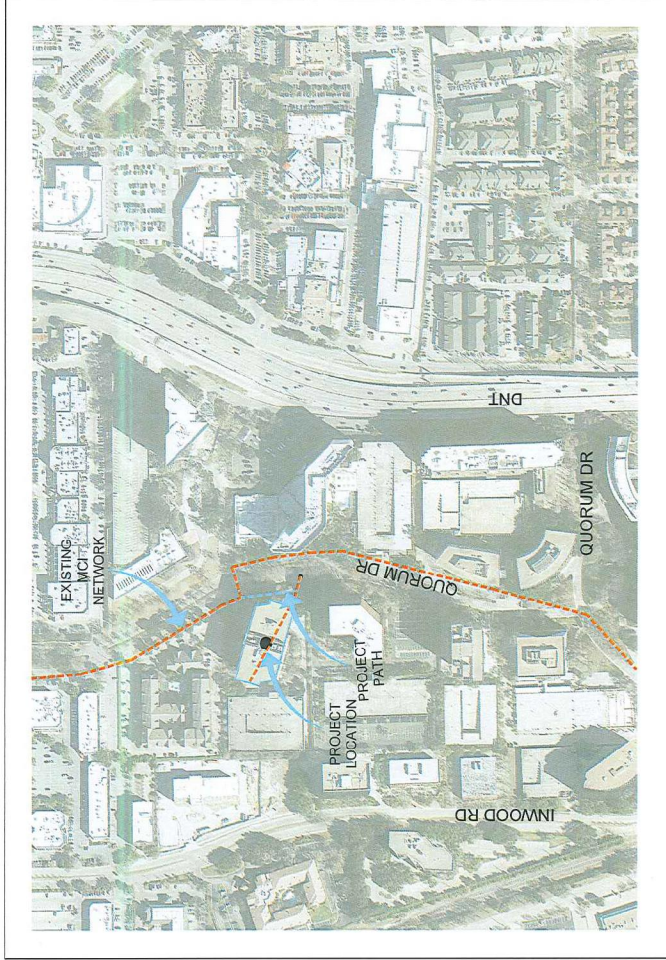 EXISTING
MCI
NETWORK
DNT
QUORUM DR
QUORUM DR
PROJECT
LOCATION
PROJECT
PATH
INWOOD RD